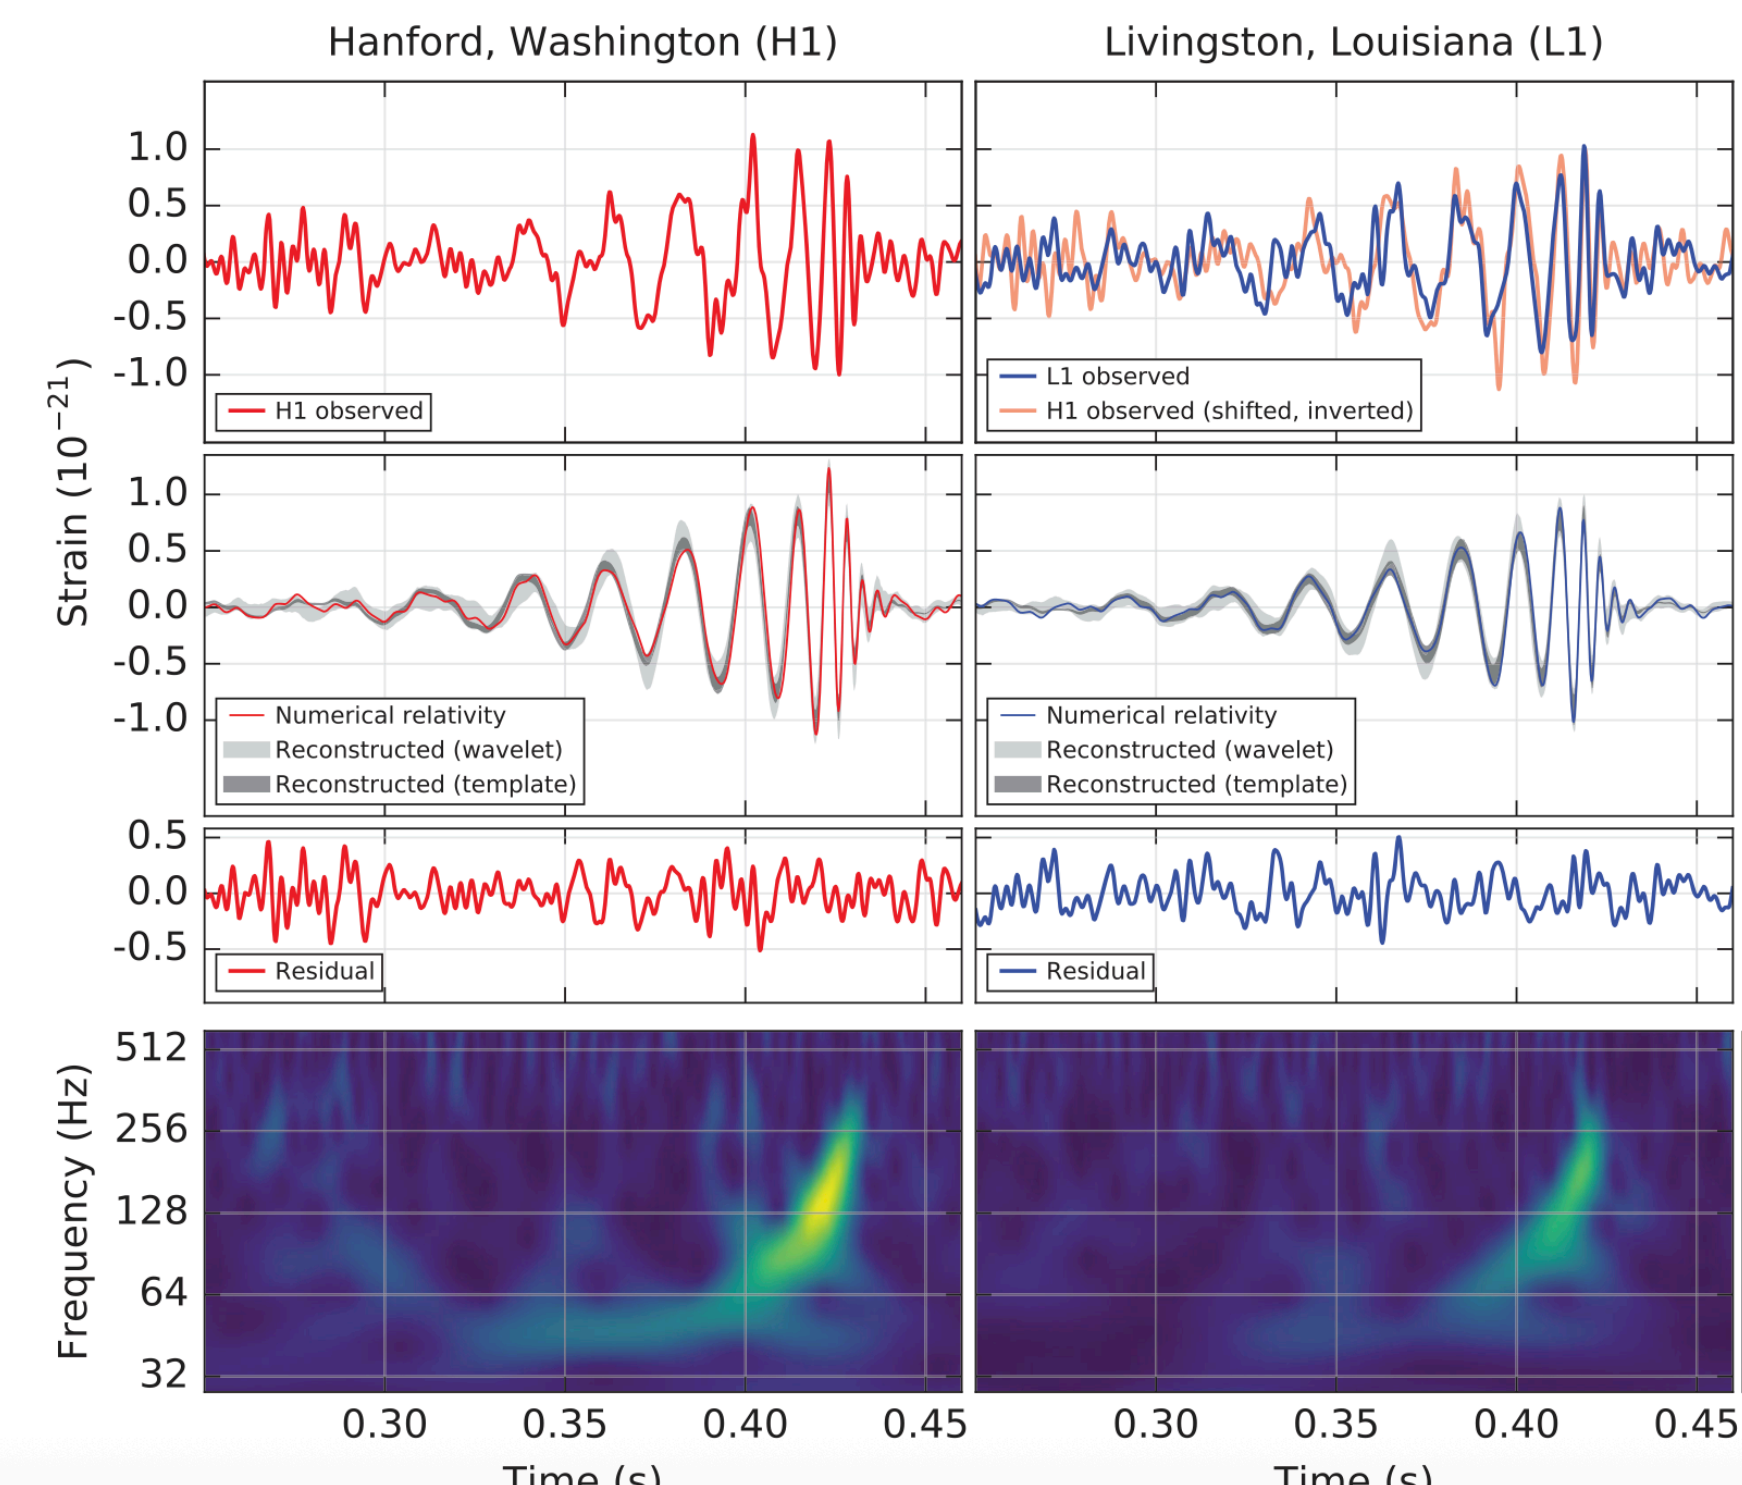 Hanford, Washington (H1)
Livingston, Louisiana (L1)
Strain (10⁻²¹)
1.0
0.5
0.0
-0.5
-1.0
H1 observed
L1 observed
H1 observed (shifted, inverted)
1.0
0.5
0.0
-0.5
-1.0
Numerical relativity
Reconstructed (wavelet)
Reconstructed (template)
Numerical relativity
Reconstructed (wavelet)
Reconstructed (template)
0.5
0.0
-0.5
Residual
Residual
Frequency (Hz)
512
256
128
64
32
0.30 0.35 0.40 0.45
0.30 0.35 0.40 0.45
Time (s)
Time (s)